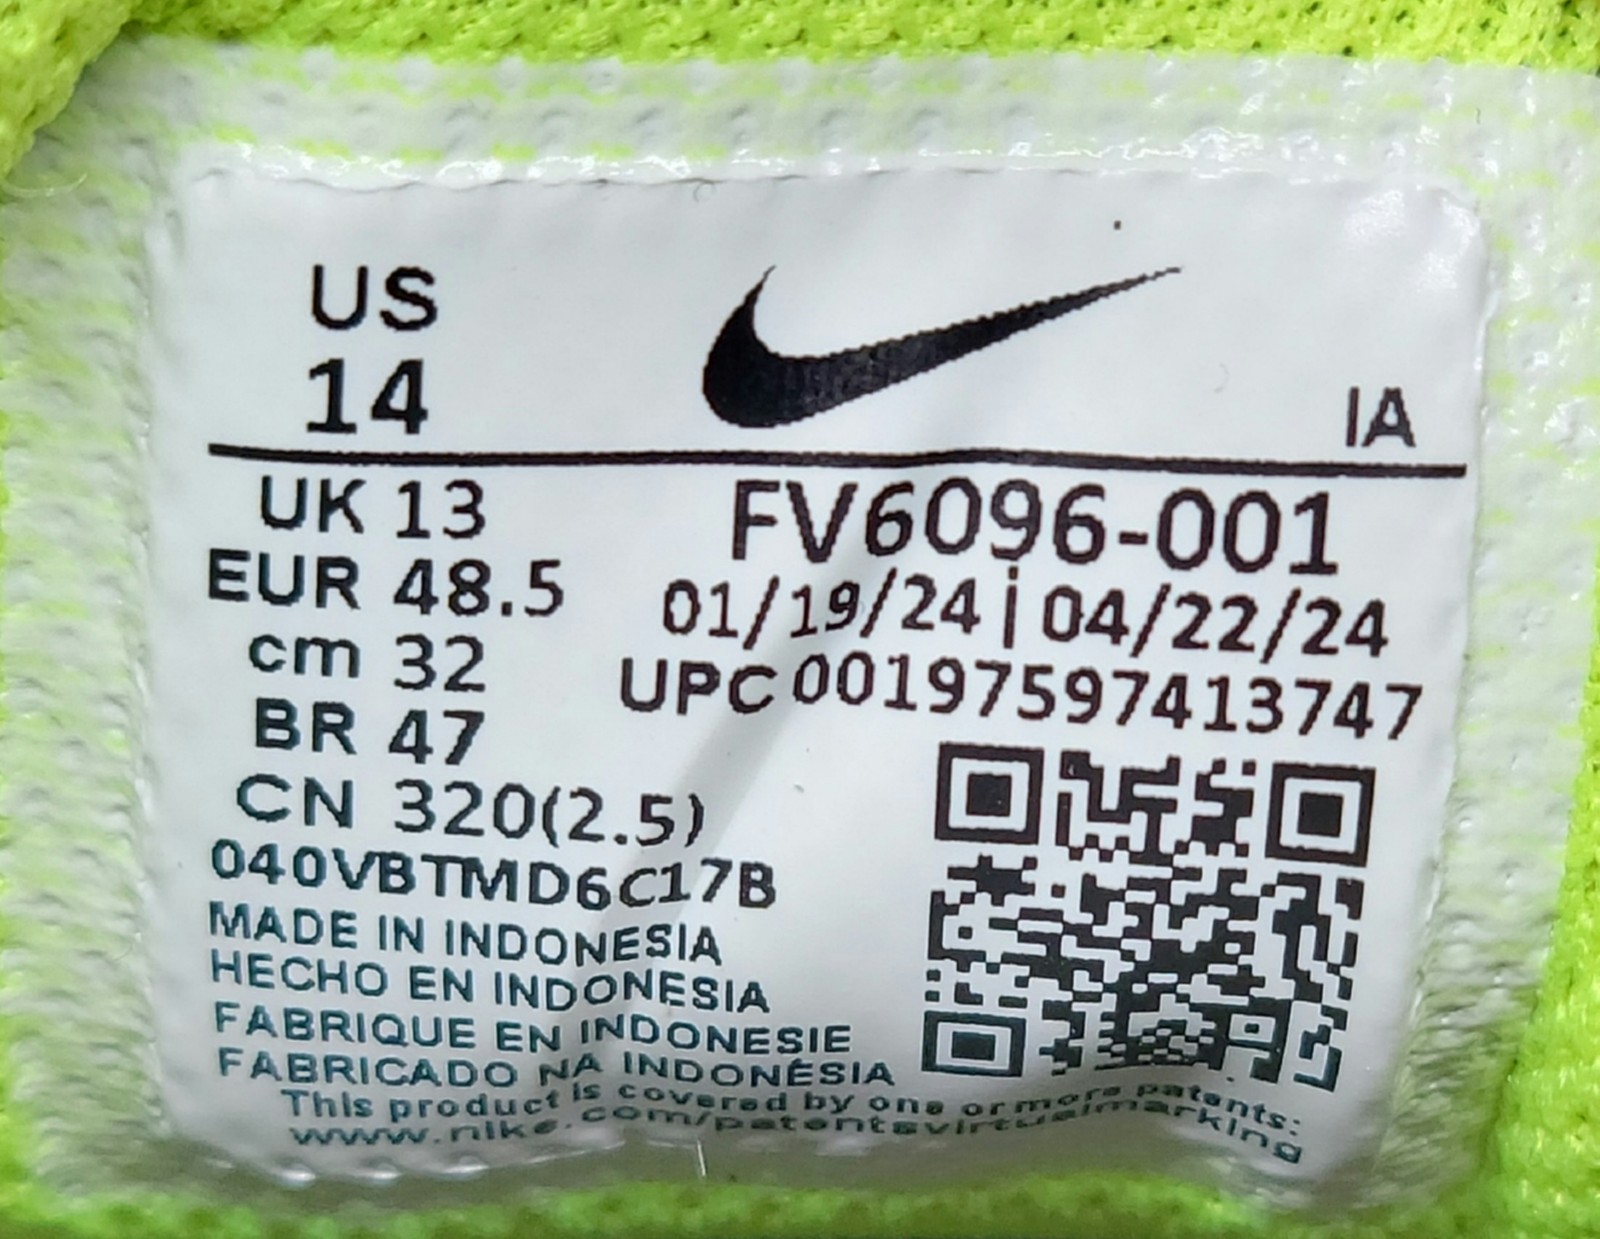 US
14
IA
UK 13
EUR 48.5
cm 32
BR 47
CN 320(2.5)
FV6096-001
01/19/24 | 04/22/24
UPC 00197597413747
040VBTMD6C17B
MADE IN INDONESIA
HECHO EN INDONESIA
FABRIQUE EN INDONESIE
FABRICADO NA INDONÉSIA
This product is covered by one or more patents:
www.nike.com/patentsvirtualmarking